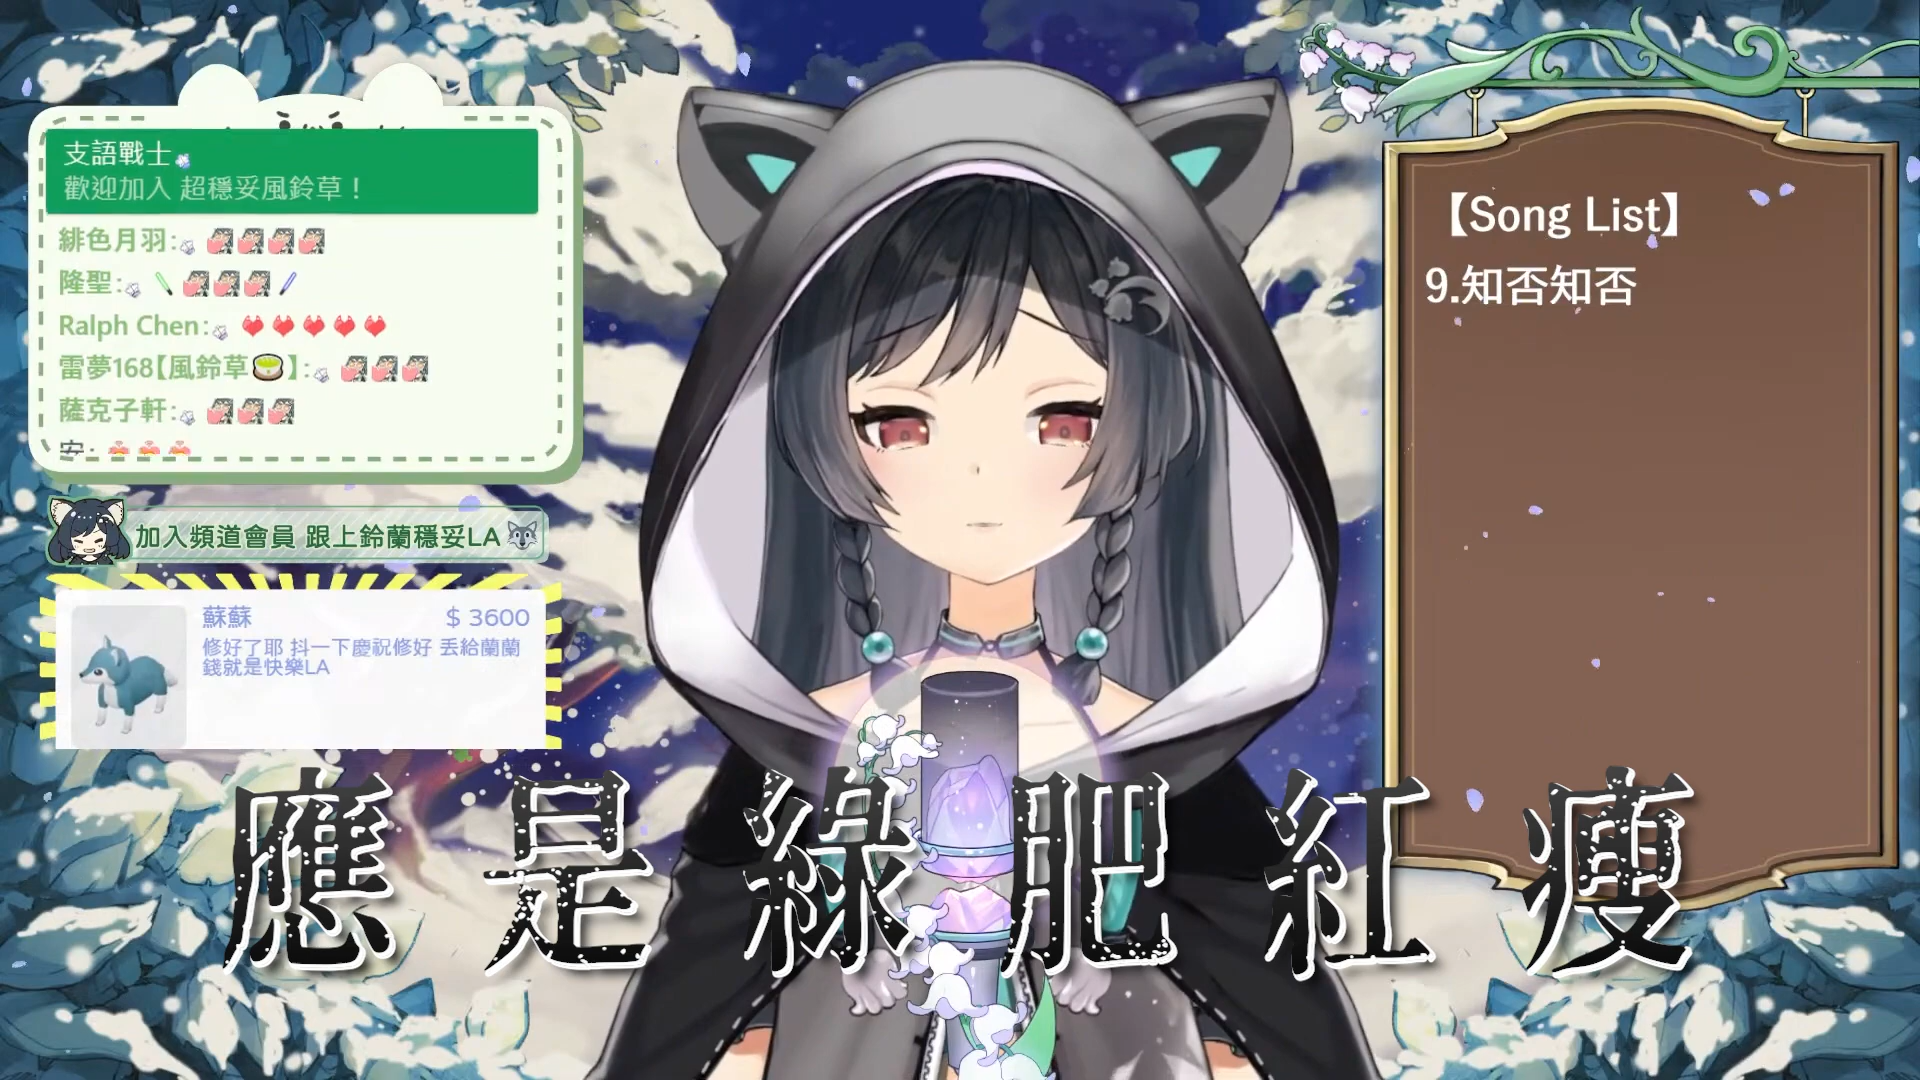 支語戰士
歡迎加入 超穩妥風鈴草！
緋色月羽:
隆聖:
Ralph Chen:
雷夢168【風鈴草🍵】:
薩克子軒:
安:
加入頻道會員 跟上鈴蘭穩妥LA
蘇蘇 $ 3600
修好了耶 抖一下慶祝修好 丟給蘭蘭
錢就是快樂LA
【Song List】
9.知否知否
應是綠肥紅瘦